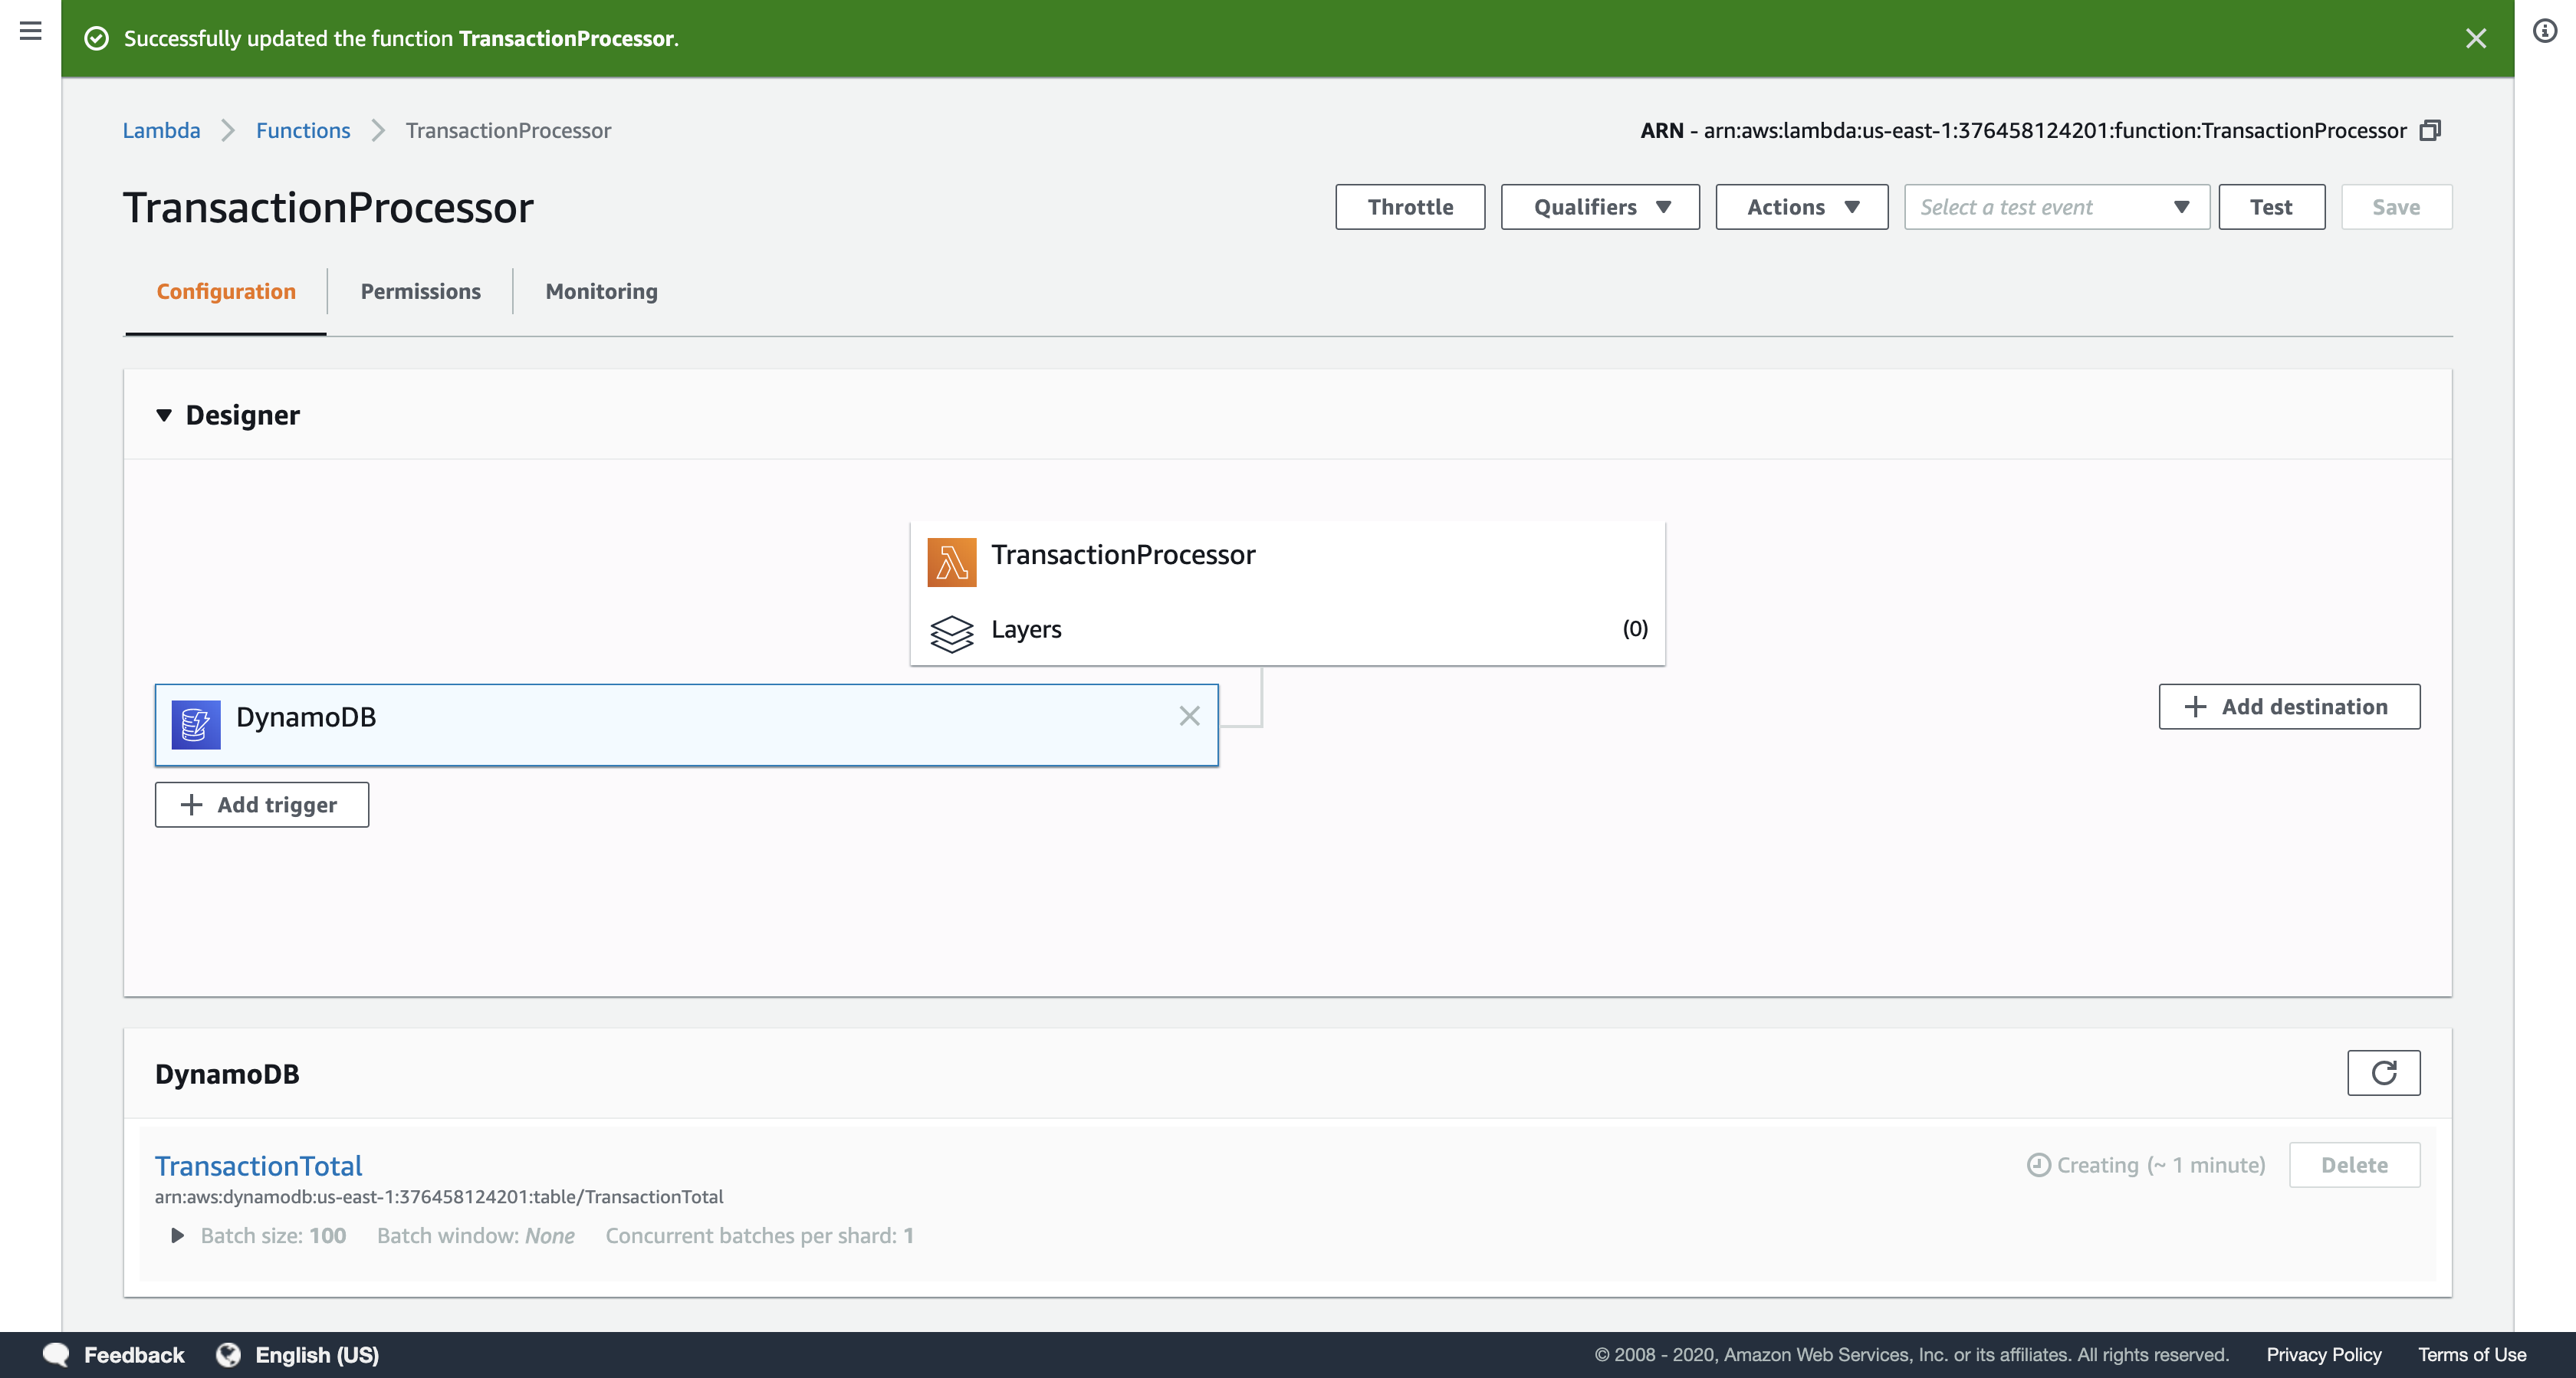 Successfully updated the function TransactionProcessor.
Lambda Functions TransactionProcessor
ARN - arn:aws:lambda:us-east-1:376458124201:function:TransactionProcessor
TransactionProcessor
Throttle Qualifiers Actions Select a test event Test Save
Configuration Permissions Monitoring
Designer
TransactionProcessor
Layers (0)
DynamoDB
Add destination
Add trigger
DynamoDB
TransactionTotal
Creating (~ 1 minute) Delete
arn:aws:dynamodb:us-east-1:376458124201:table/TransactionTotal
Batch size: 100 Batch window: None Concurrent batches per shard: 1
Feedback English (US) © 2008 - 2020, Amazon Web Services, Inc. or its affiliates. All rights reserved. Privacy Policy Terms of Use